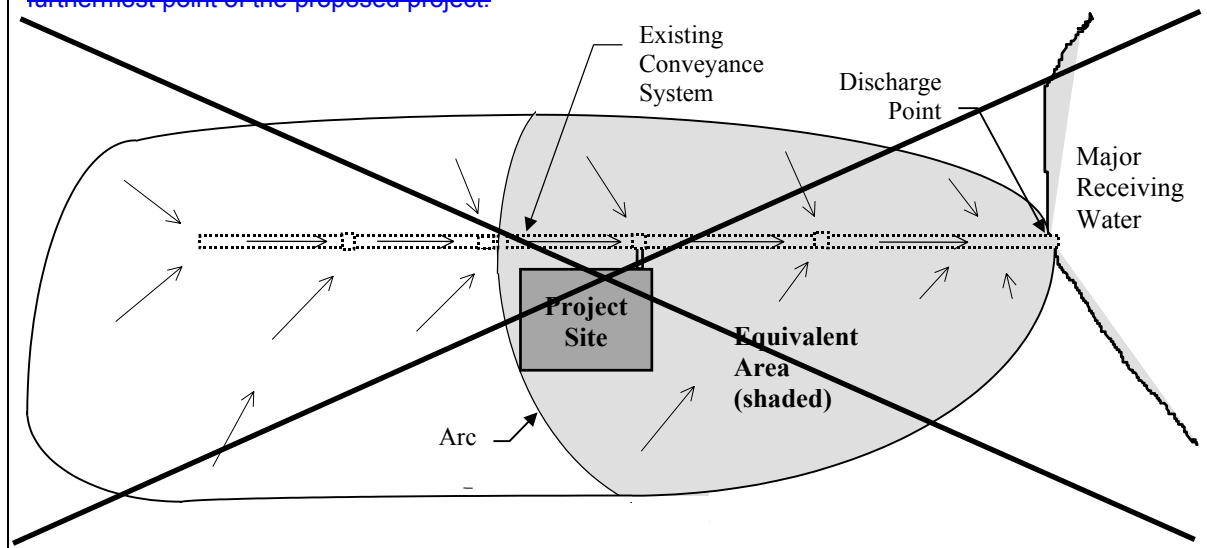 furthermost point of the proposed project.
Existing
Conveyance
System
Discharge
Point
Major
Receiving
Water
Project
Site
Equivalent
Area
(shaded)
Arc